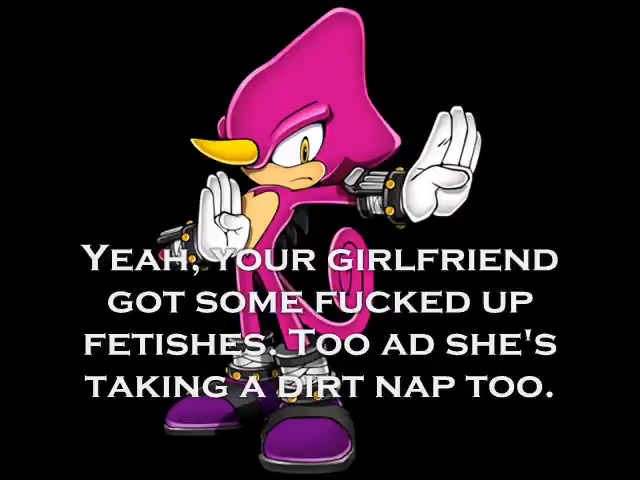 Yeah, your girlfriend
got some fucked up
fetishes. Too ad she's
taking a dirt nap too.